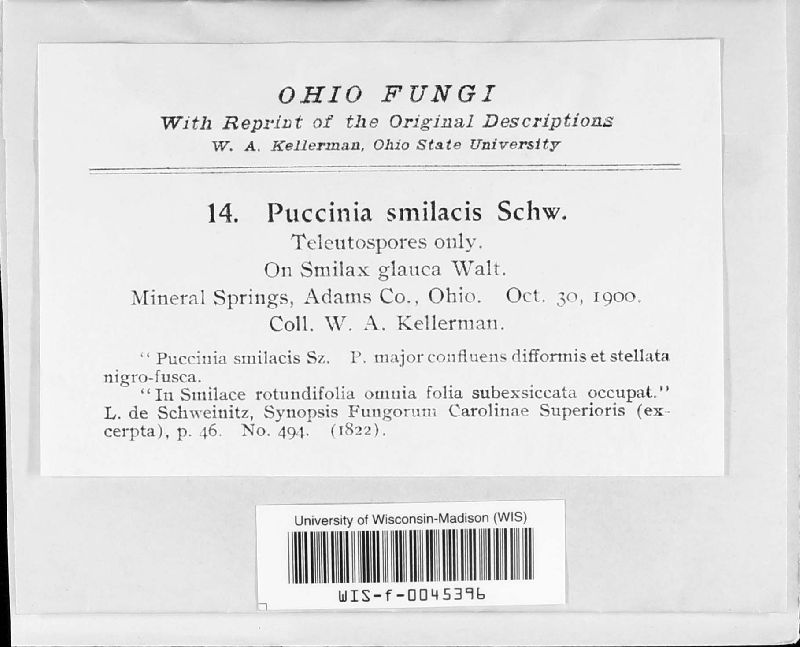 OHIO FUNGI
With Reprint of the Original Descriptions
W. A. Kellerman, Ohio State University
14. Puccinia smilacis Schw.
Teleutospores only.
On Smilax glauca Walt.
Mineral Springs, Adams Co., Ohio. Oct. 30, 1900.
Coll. W. A. Kellerman.
"Puccinia smilacis Sz. P. major confluens difformis et stellata
nigro-fusca.
"In Smilace rotundifolia omnia folia subexsiccata occupat."
L. de Schweinitz, Synopsis Fungorum Carolinae Superioris (ex-
cerpta), p. 46. No. 494. (1822).
University of Wisconsin-Madison (WIS)
WIS-f-0045396